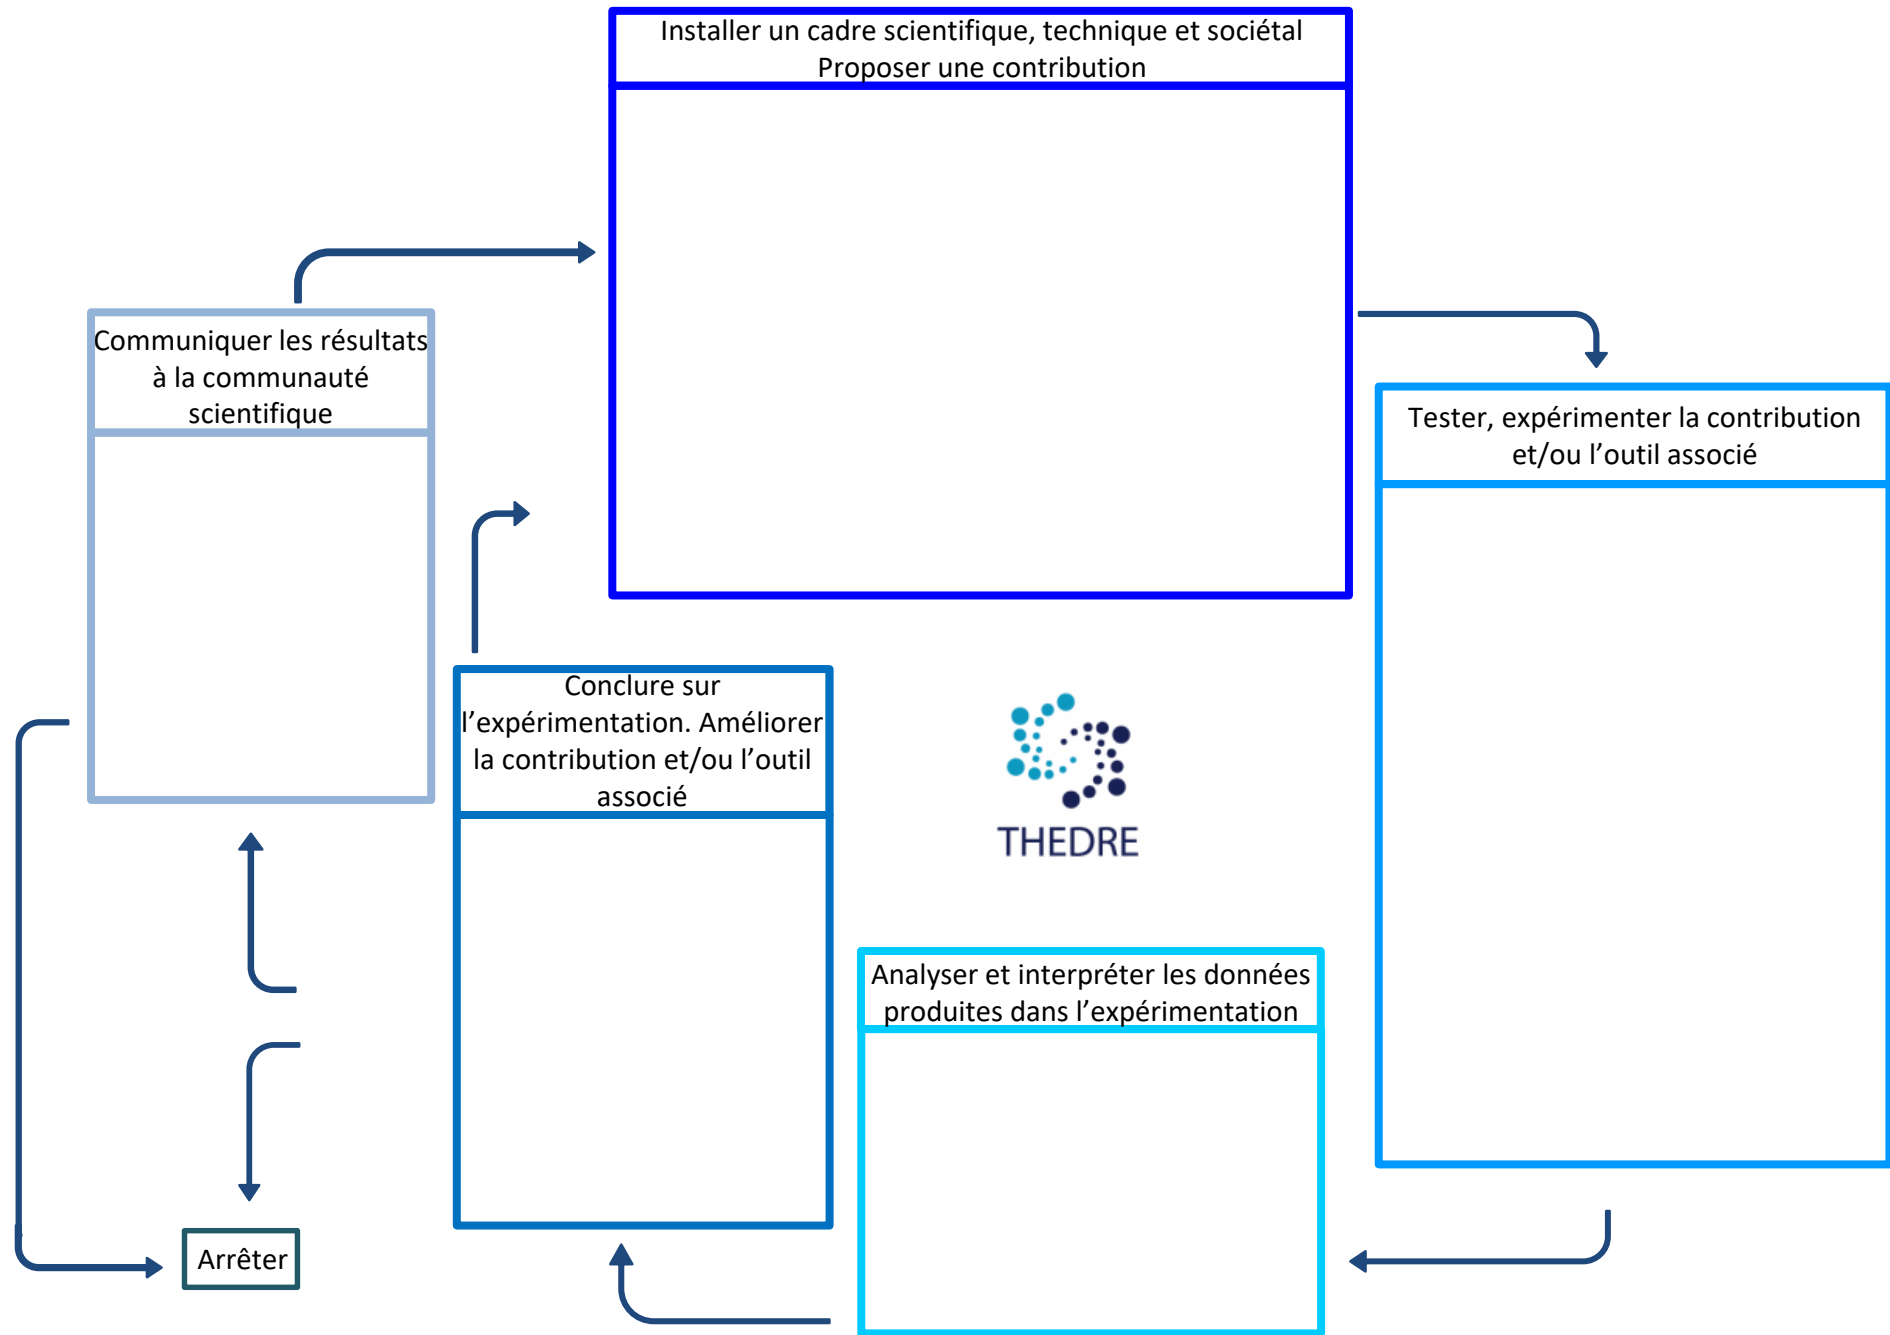 Installer un cadre scientifique, technique et sociétal
Proposer une contribution
Communiquer les résultats
à la communauté
scientifique
Tester, expérimenter la contribution
et/ou l’outil associé
Conclure sur
l’expérimentation. Améliorer
la contribution et/ou l’outil
associé
THEDRE
Analyser et interpréter les données
produites dans l’expérimentation
Arrêter